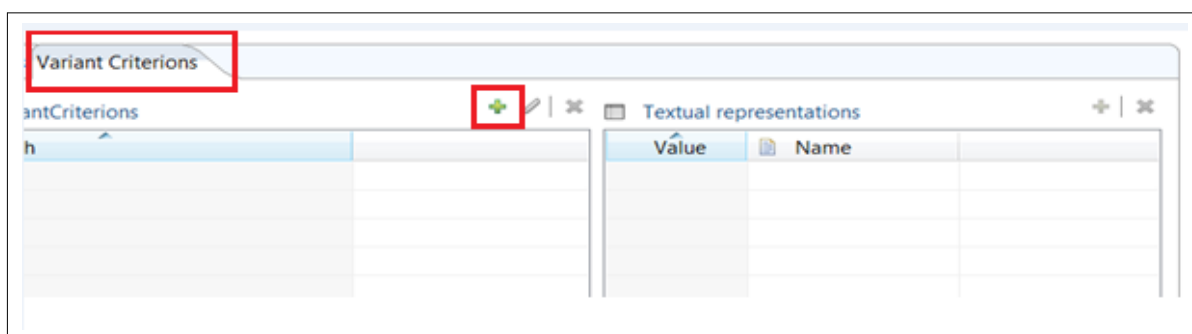 Variant Criterions
antCriterions
Textual representations
h
Value
Name